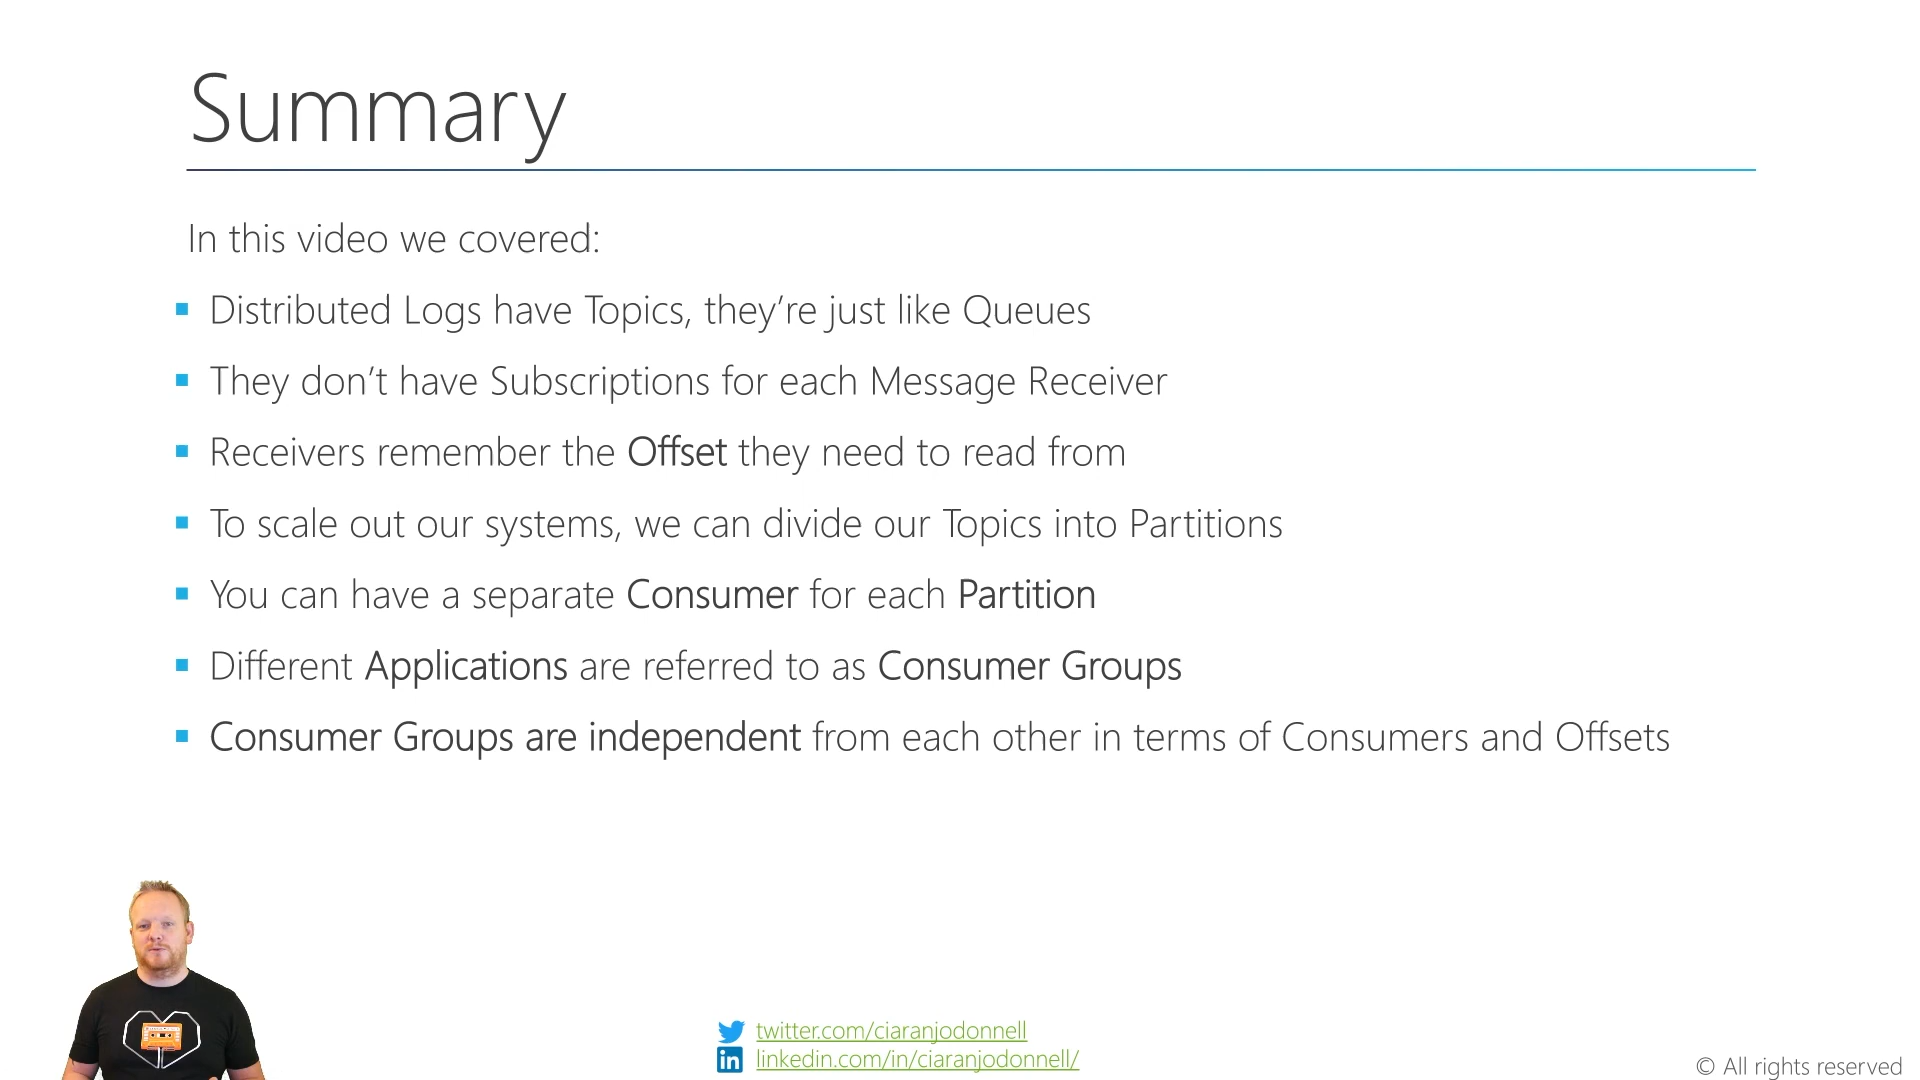 Summary
In this video we covered:
Distributed Logs have Topics, they’re just like Queues
They don’t have Subscriptions for each Message Receiver
Receivers remember the Offset they need to read from
To scale out our systems, we can divide our Topics into Partitions
You can have a separate Consumer for each Partition
Different Applications are referred to as Consumer Groups
Consumer Groups are independent from each other in terms of Consumers and Offsets
twitter.com/ciaranjodonnell
in linkedin.com/in/ciaranjodonnell/
© All rights reserved